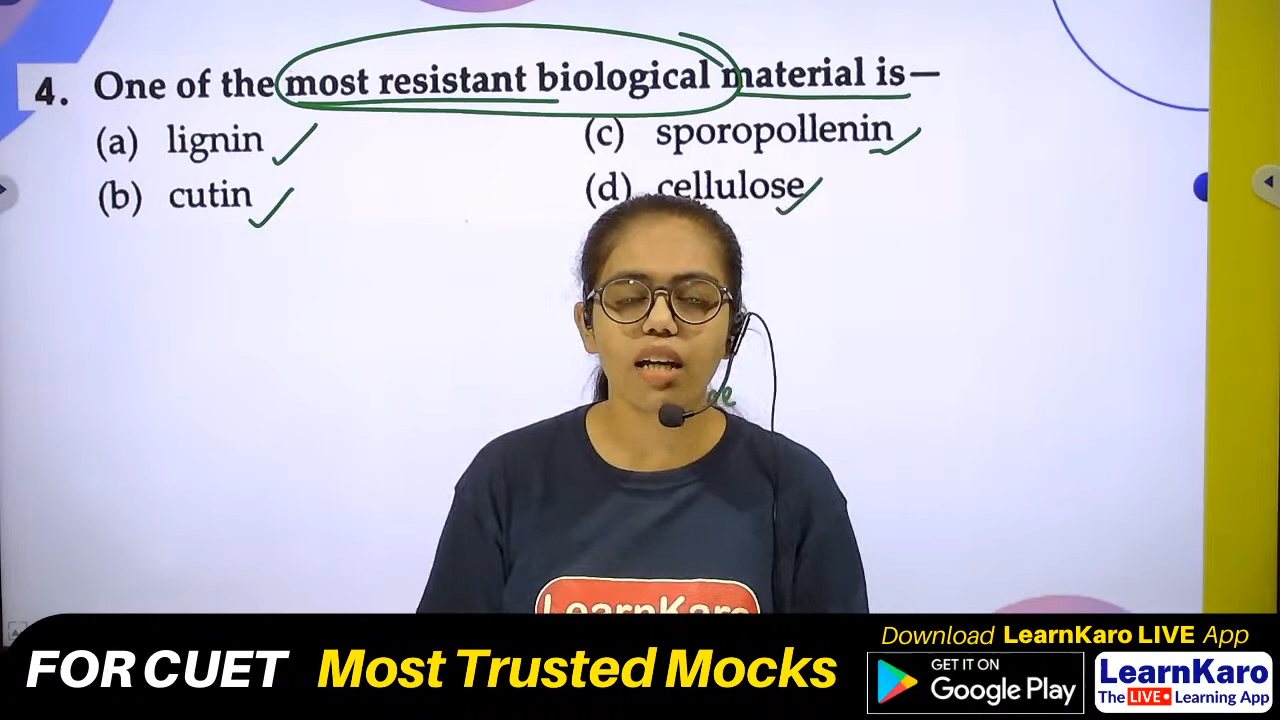 4. One of the most resistant biological material is—
(a) lignin
(c) sporopollenin
(b) cutin
(d) cellulose
LearnKaro
FOR CUET Most Trusted Mocks
Download LearnKaro LIVE App
GET IT ON
Google Play
LearnKaro
The LIVE Learning App